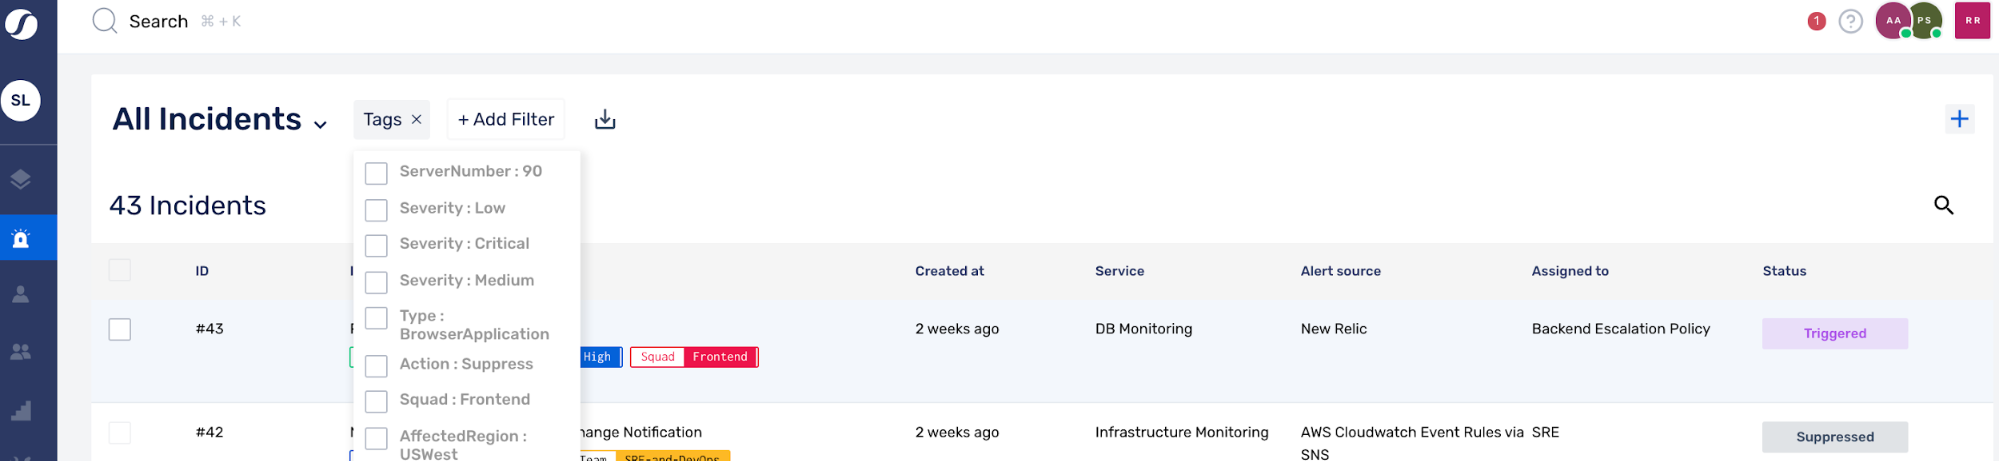 Search ⌘ + K
1 ? AA PS RR
SL
All Incidents Tags × + Add Filter
ServerNumber : 90
Severity : Low
43 Incidents
Severity : Critical
ID Created at Service Alert source Assigned to Status
Severity : Medium
Type :
BrowserApplication
#43 2 weeks ago DB Monitoring New Relic Backend Escalation Policy Triggered
High Squad Frontend
Action : Suppress
Squad : Frontend
#42 hange Notification 2 weeks ago Infrastructure Monitoring AWS Cloudwatch Event Rules via SRE Suppressed
SNS
AffectedRegion :
USWest
Team SRE-and-DevOps